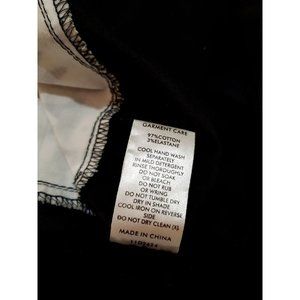 GARMENT CARE
97%COTTON
3%ELASTANE
COOL HAND WASH
SEPARATELY
IN MILD DETERGENT
RINSE THOROUGHLY
DO NOT SOAK
OR BLEACH
DO NOT RUB
OR WRING
DO NOT TUMBLE DRY
DRY IN SHADE
COOL IRON ON REVERSE
SIDE
DO NOT DRY CLEAN (X)
MADE IN CHINA